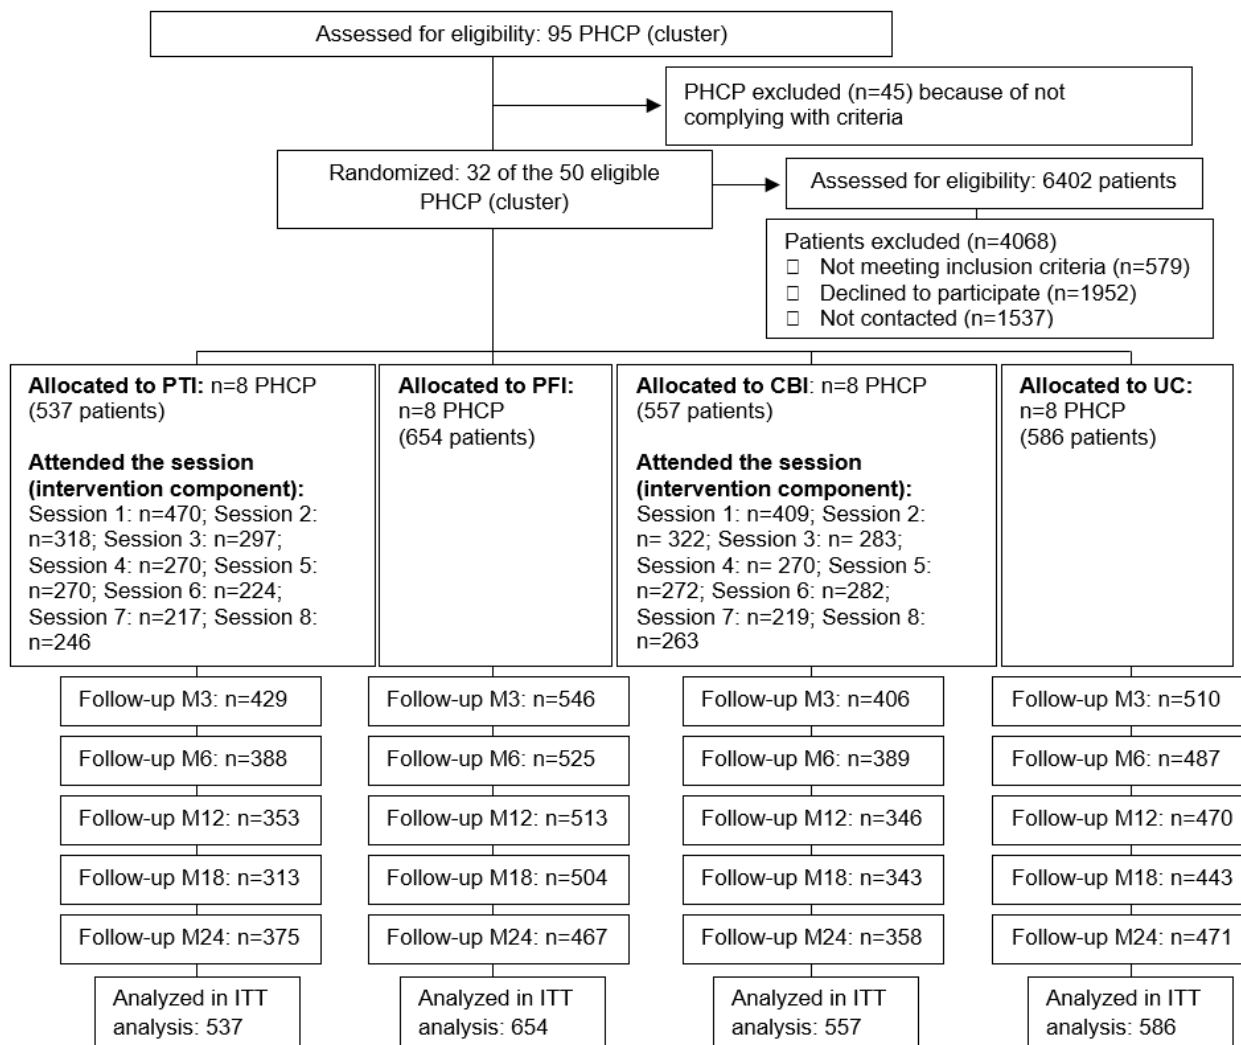 Assessed for eligibility: 95 PHCP (cluster)
PHCP excluded (n=45) because of not
complying with criteria
Randomized: 32 of the 50 eligible
PHCP (cluster)
Assessed for eligibility: 6402 patients
Patients excluded (n=4068)
□ Not meeting inclusion criteria (n=579)
□ Declined to participate (n=1952)
□ Not contacted (n=1537)
Allocated to PTI: n=8 PHCP
(537 patients)
Attended the session
(intervention component):
Session 1: n=470; Session 2:
n=318; Session 3: n=297;
Session 4: n=270; Session 5:
n=270; Session 6: n=224;
Session 7: n=217; Session 8:
n=246
Allocated to PFI:
n=8 PHCP
(654 patients)
Allocated to CBI: n=8 PHCP
(557 patients)
Attended the session
(intervention component):
Session 1: n=409; Session 2:
n= 322; Session 3: n= 283;
Session 4: n= 270; Session 5:
n=272; Session 6: n=282;
Session 7: n=219; Session 8:
n=263
Allocated to UC:
n=8 PHCP
(586 patients)
Follow-up M3: n=429
Follow-up M3: n=546
Follow-up M3: n=406
Follow-up M3: n=510
Follow-up M6: n=388
Follow-up M6: n=525
Follow-up M6: n=389
Follow-up M6: n=487
Follow-up M12: n=353
Follow-up M12: n=513
Follow-up M12: n=346
Follow-up M12: n=470
Follow-up M18: n=313
Follow-up M18: n=504
Follow-up M18: n=343
Follow-up M18: n=443
Follow-up M24: n=375
Follow-up M24: n=467
Follow-up M24: n=358
Follow-up M24: n=471
Analyzed in ITT
analysis: 537
Analyzed in ITT
analysis: 654
Analyzed in ITT
analysis: 557
Analyzed in ITT
analysis: 586